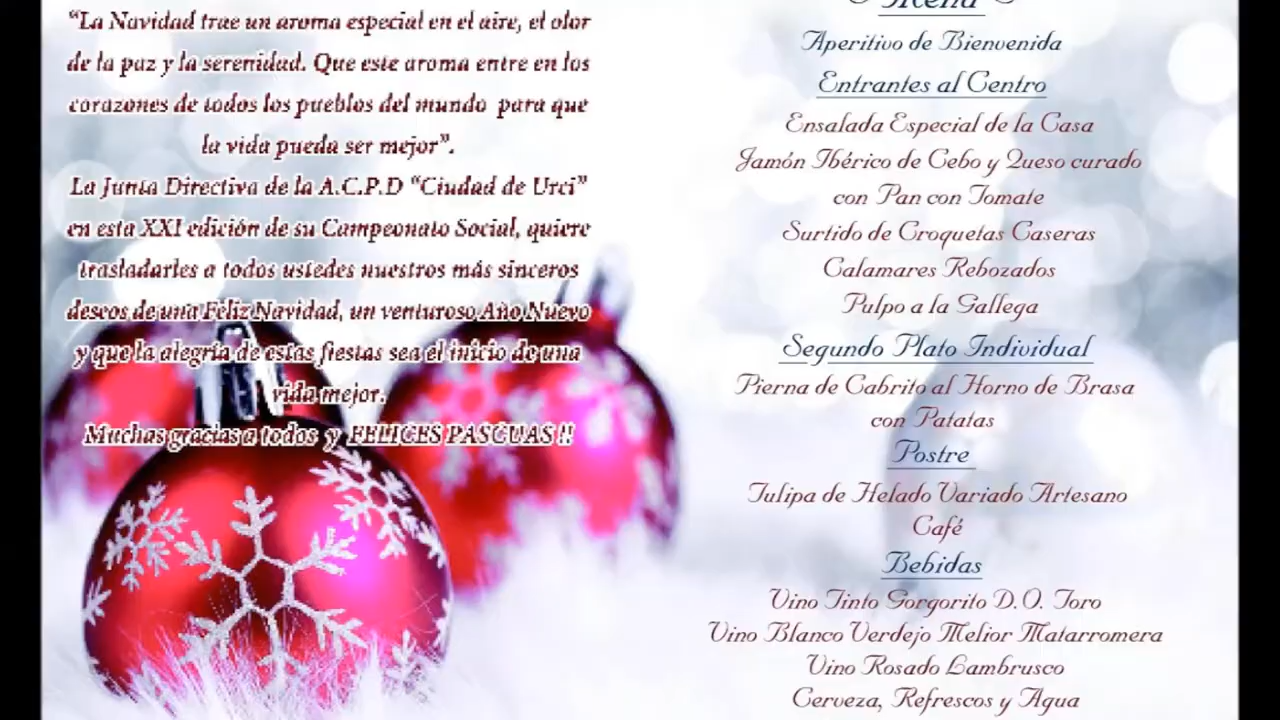 “La Navidad trae un aroma especial en el aire, el olor
de la paz y la serenidad. Que este aroma entre en los
corazones de todos los pueblos del mundo para que
la vida pueda ser mejor”.
La Junta Directiva de la A.C.P.D “Ciudad de Urci”
en esta XXI edición de su Campeonato Social, quiere
trasladarles a todos ustedes nuestros más sinceros
deseos de una Feliz Navidad, un venturoso Año Nuevo
y que la alegría de estas fiestas sea el inicio de una
vida mejor.
Muchas gracias a todos y FELICES PASCUAS !!
Menú
Aperitivo de Bienvenida
Entrantes al Centro
Ensalada Especial de la Casa
Jamón Ibérico de Cebo y Queso curado
con Pan con Tomate
Surtido de Croquetas Caseras
Calamares Rebozados
Pulpo a la Gallega
Segundo Plato Individual
Pierna de Cabrito al Horno de Brasa
con Patatas
Postre
Tulipa de Helado Variado Artesano
Café
Bebidas
Vino Tinto Gorgorito D.O. Toro
Vino Blanco Verdejo Melior Matarromera
Vino Rosado Lambrusco
Cerveza, Refrescos y Agua